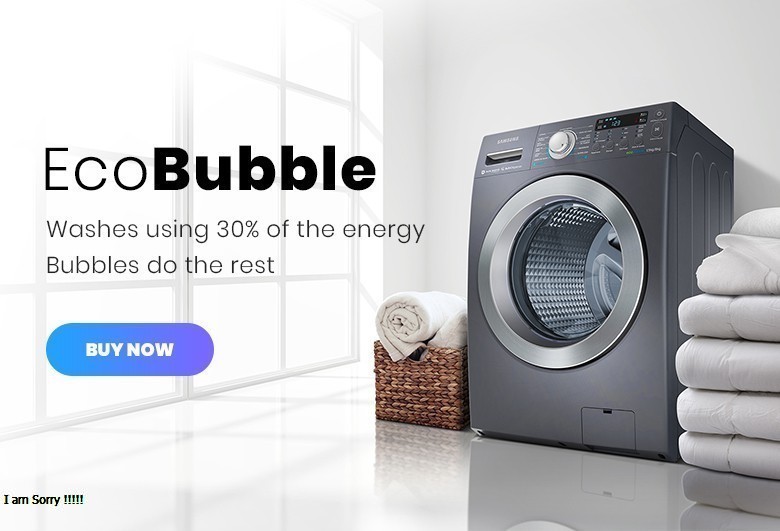 EcoBubble
Washes using 30% of the energy
Bubbles do the rest
BUY NOW
SAMSUNG
I am Sorry !!!!!